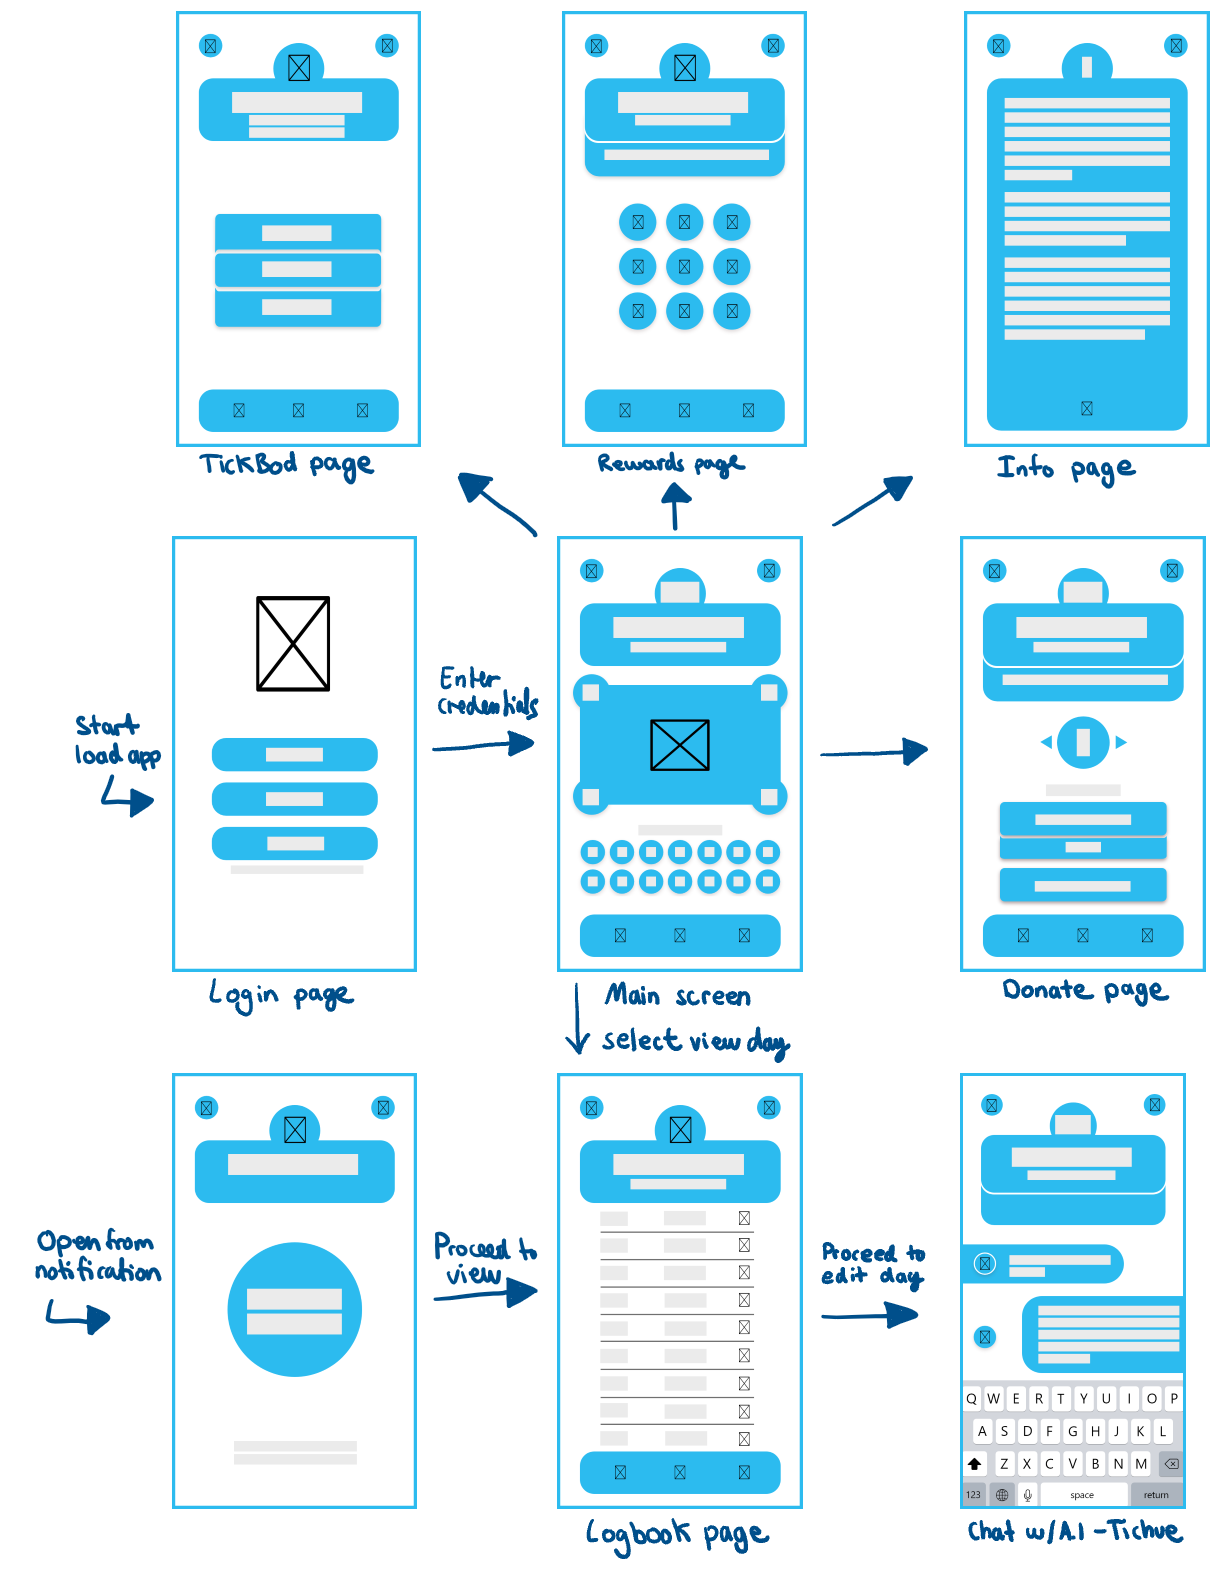 TickBod page
Rewards page
Info page
Start
load app
Enter
credentials
Login page
Main screen
select view day
Donate page
Open from
notification
Proceed to
view
Proceed to
edit day
Q W E R T Y U I O P
A S D F G H J K L
Z X C V B N M
123 space return
Logbook page
Chat w/A.I - Tichue